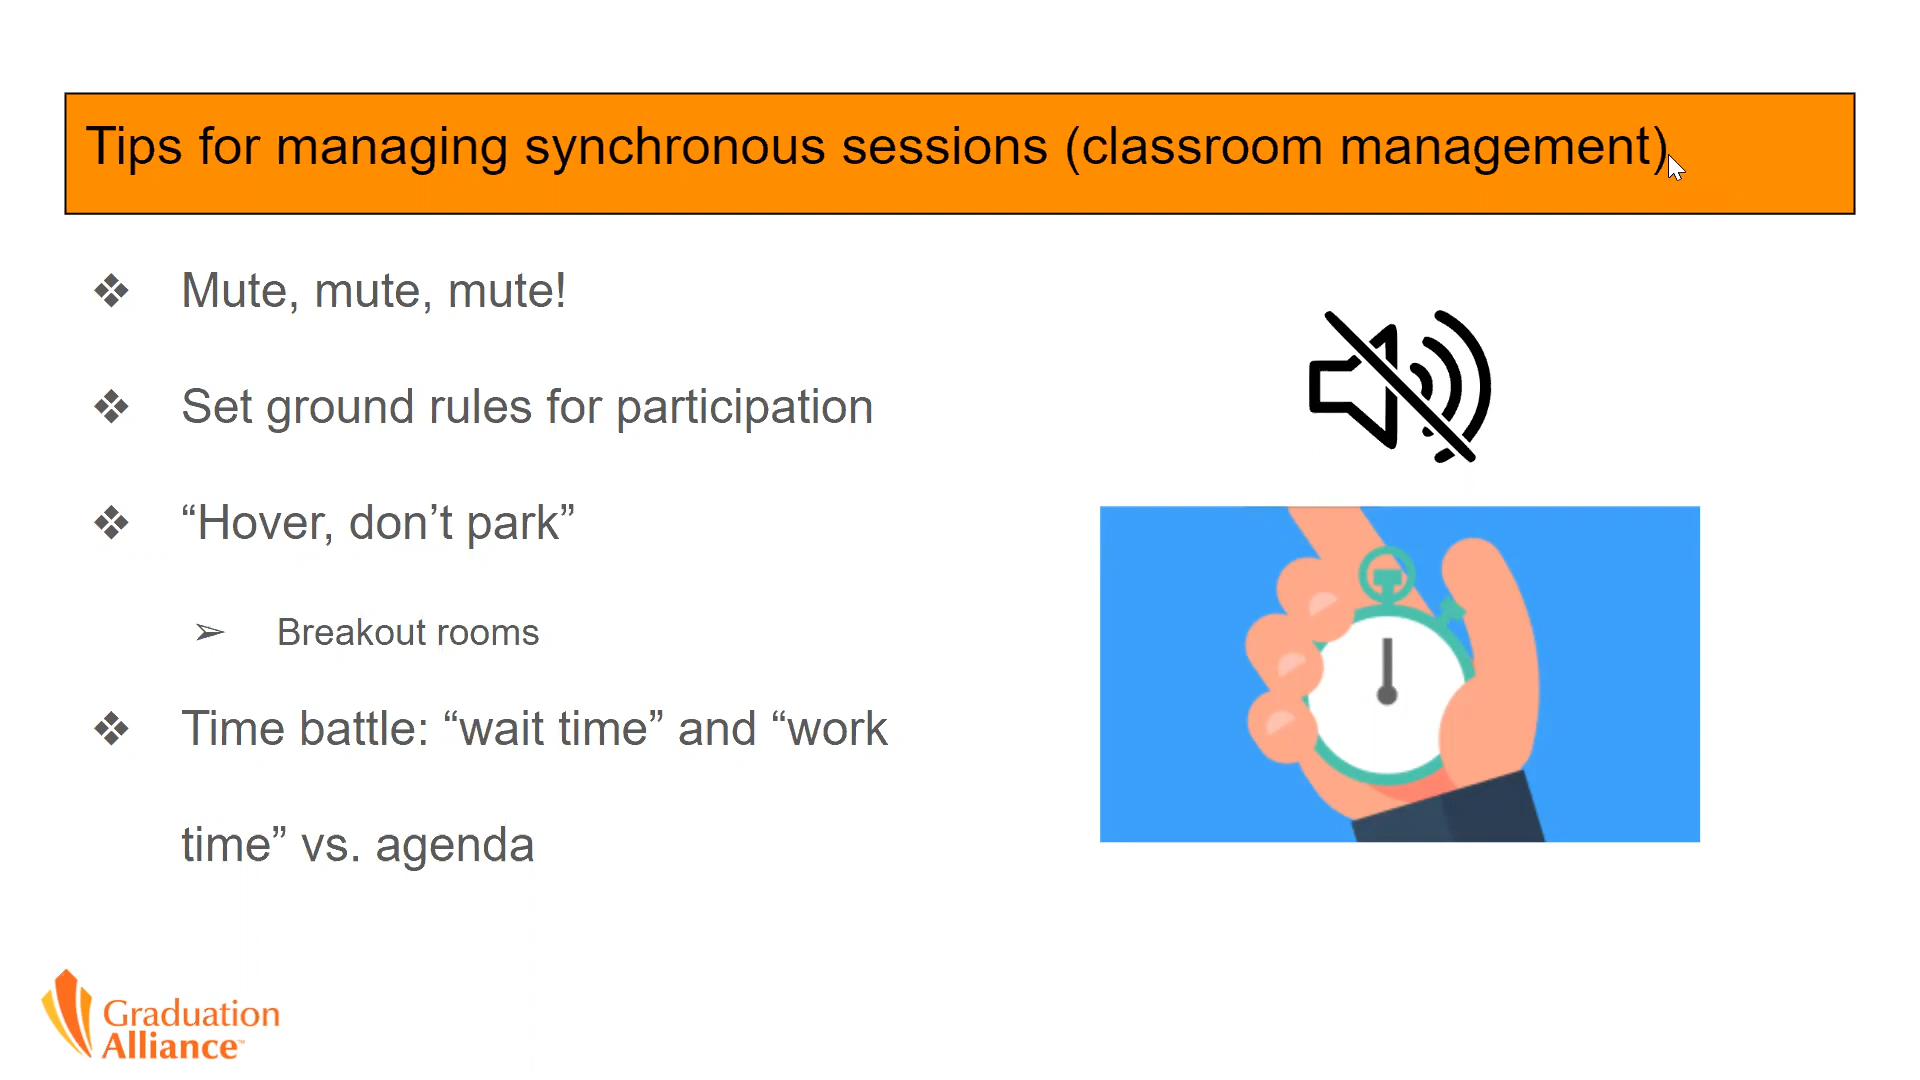 Tips for managing synchronous sessions (classroom management)
❖ Mute, mute, mute!
❖ Set ground rules for participation
❖ “Hover, don’t park”
➢ Breakout rooms
❖ Time battle: “wait time” and “work
time” vs. agenda
Graduation
Alliance™